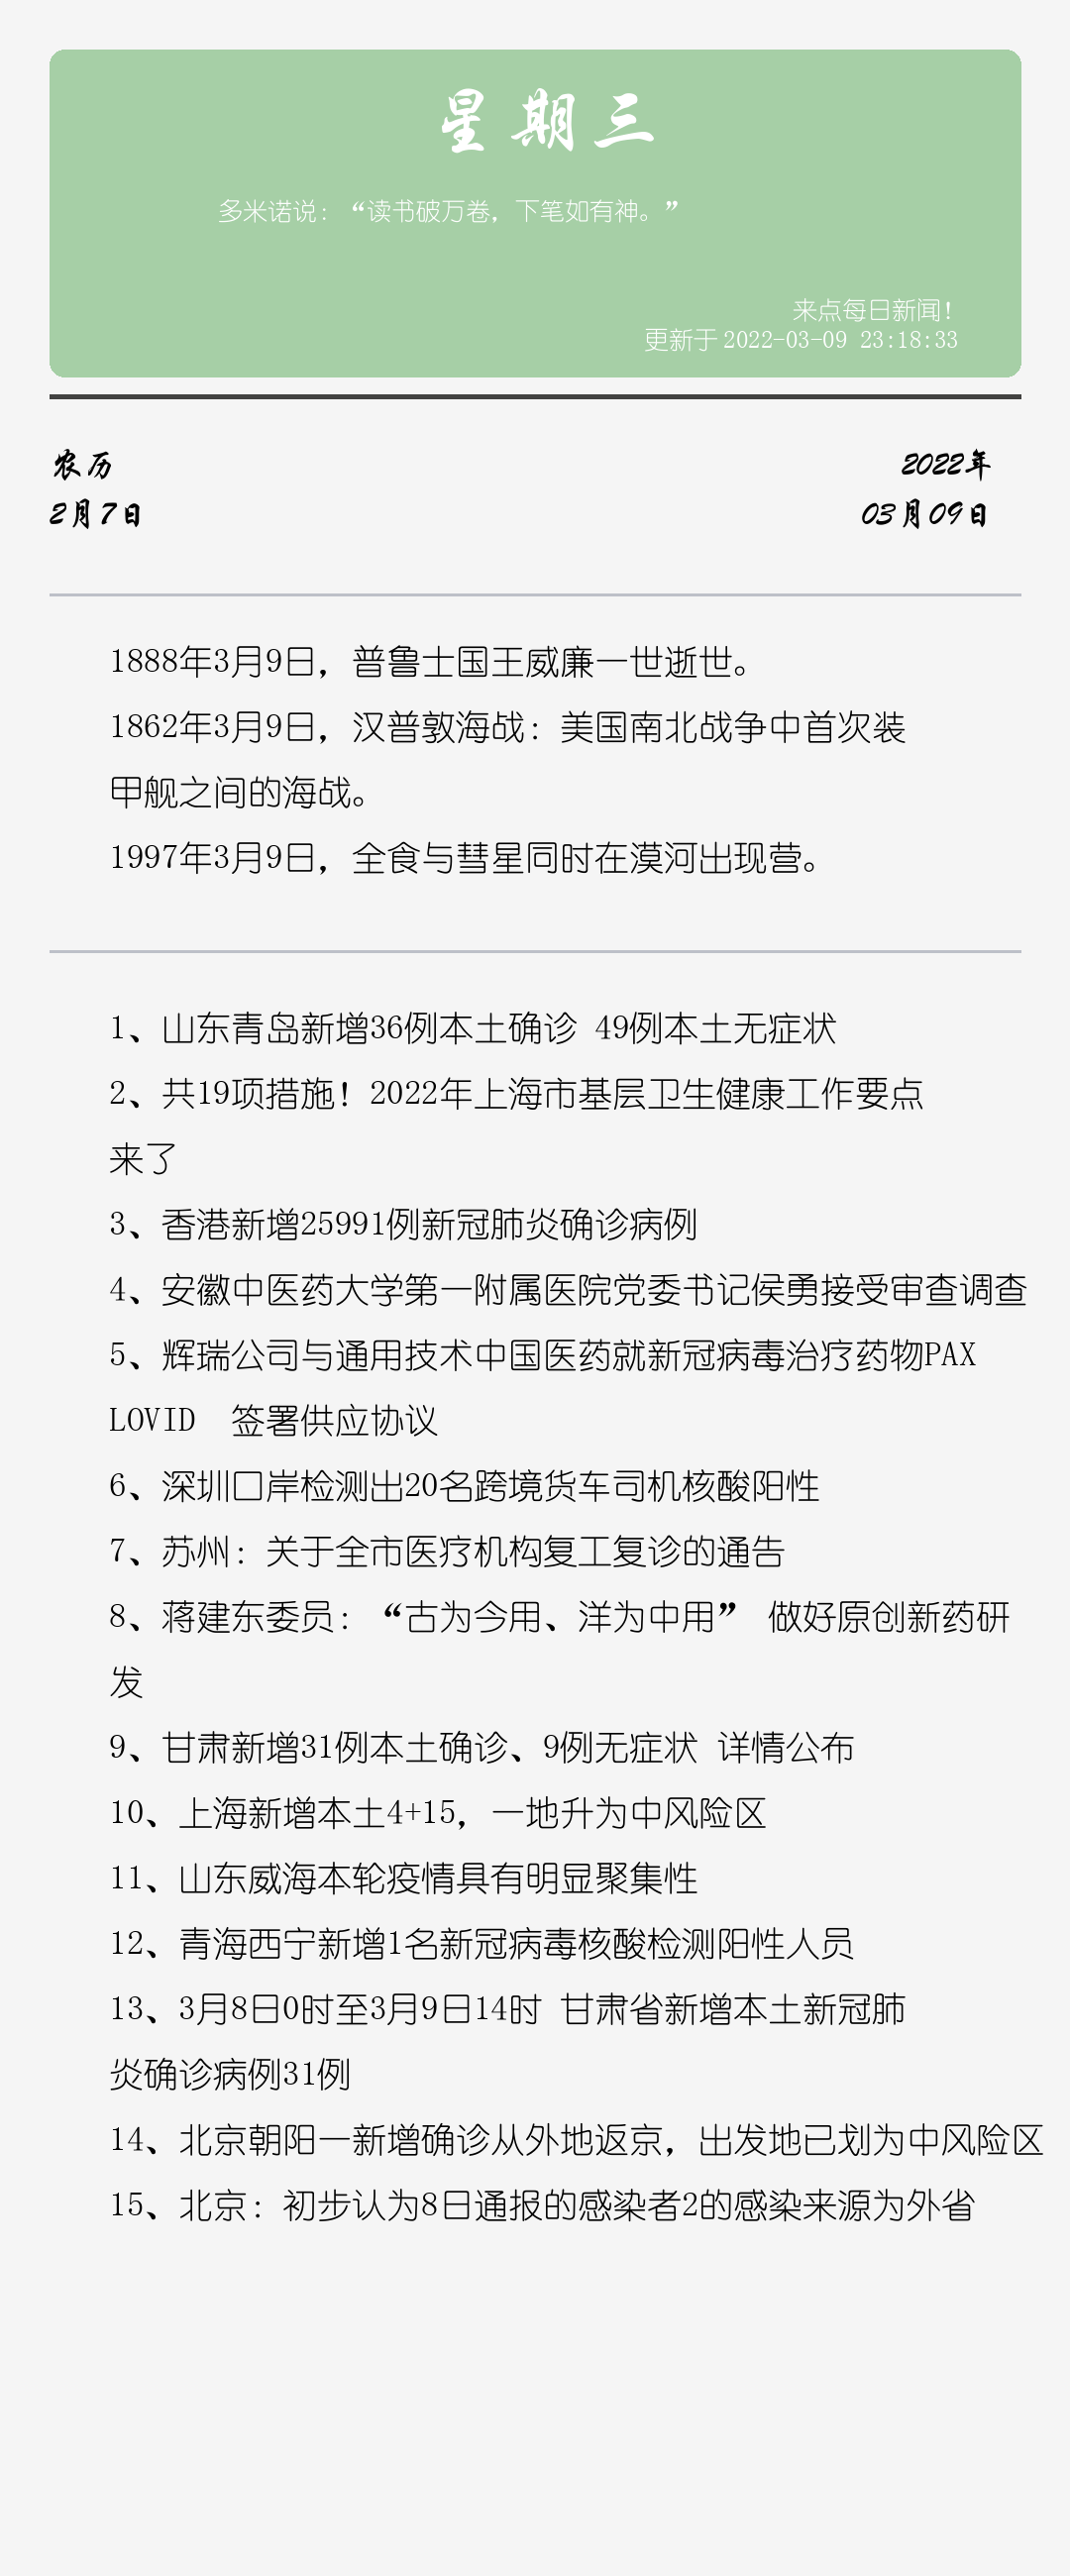 星期三
多米诺说：“读书破万卷，下笔如有神。”
来点每日新闻！
更新于2022-03-09 23:18:33
农历
2022年
2月7日
03月09日
1888年3月9日，普鲁士国王威廉一世逝世。
1862年3月9日，汉普敦海战：美国南北战争中首次装
甲舰之间的海战。
1997年3月9日，全食与彗星同时在漠河出现营。
1、山东青岛新增36例本土确诊 49例本土无症状
2、共19项措施！2022年上海市基层卫生健康工作要点
来了
3、香港新增25991例新冠肺炎确诊病例
4、安徽中医药大学第一附属医院党委书记侯勇接受审查调查
5、辉瑞公司与通用技术中国医药就新冠病毒治疗药物PAX
LOVID  签署供应协议
6、深圳口岸检测出20名跨境货车司机核酸阳性
7、苏州：关于全市医疗机构复工复诊的通告
8、蒋建东委员：“古为今用、洋为中用” 做好原创新药研
发
9、甘肃新增31例本土确诊、9例无症状 详情公布
10、上海新增本土4+15，一地升为中风险区
11、山东威海本轮疫情具有明显聚集性
12、青海西宁新增1名新冠病毒核酸检测阳性人员
13、3月8日0时至3月9日14时 甘肃省新增本土新冠肺
炎确诊病例31例
14、北京朝阳一新增确诊从外地返京，出发地已划为中风险区
15、北京：初步认为8日通报的感染者2的感染来源为外省